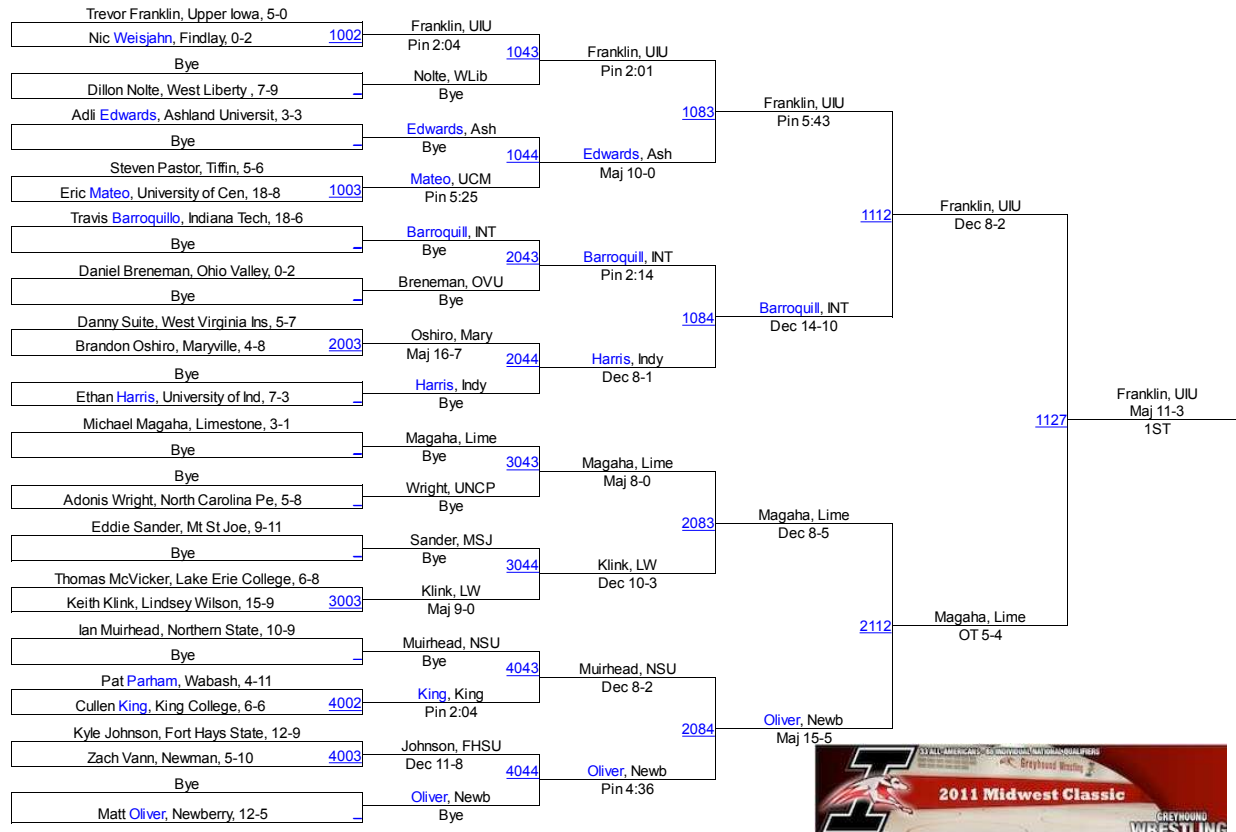 Trevor Franklin, Upper Iowa, 5-0
Nic Weisjahn, Findlay, 0-2 1002
Bye
Dillon Nolte, West Liberty , 7-9
Adli Edwards, Ashland Universit, 3-3
Bye
Steven Pastor, Tiffin, 5-6
Eric Mateo, University of Cen, 18-8 1003
Travis Barroquillo, Indiana Tech, 18-6
Bye
Daniel Breneman, Ohio Valley, 0-2
Bye
Danny Suite, West Virginia Ins, 5-7
Brandon Oshiro, Maryville, 4-8 2003
Bye
Ethan Harris, University of Ind, 7-3
Michael Magaha, Limestone, 3-1
Bye
Bye
Adonis Wright, North Carolina Pe, 5-8
Eddie Sander, Mt St Joe, 9-11
Bye
Thomas McVicker, Lake Erie College, 6-8
Keith Klink, Lindsey Wilson, 15-9 3003
Ian Muirhead, Northern State, 10-9
Bye
Pat Parham, Wabash, 4-11
Cullen King, King College, 6-6 4002
Kyle Johnson, Fort Hays State, 12-9
Zach Vann, Newman, 5-10 4003
Bye
Matt Oliver, Newberry, 12-5
Franklin, UIU
Pin 2:04
1043
Nolte, WLib
Bye
Edwards, Ash
Bye
1044
Mateo, UCM
Pin 5:25
Barroquill, INT
Bye
2043
Breneman, OVU
Bye
Oshiro, Mary
Maj 16-7
2044
Harris, Indy
Bye
Magaha, Lime
Bye
3043
Wright, UNCP
Bye
Sander, MSJ
Bye
3044
Klink, LW
Maj 9-0
Muirhead, NSU
Bye
4043
King, King
Pin 2:04
Johnson, FHSU
Dec 11-8
4044
Oliver, Newb
Bye
Franklin, UIU
Pin 2:01
1083
Edwards, Ash
Maj 10-0
Barroquill, INT
Pin 2:14
1084
Harris, Indy
Dec 8-1
Magaha, Lime
Maj 8-0
2083
Klink, LW
Dec 10-3
Muirhead, NSU
Dec 8-2
2084
Oliver, Newb
Pin 4:36
Franklin, UIU
Pin 5:43
1112
Barroquill, INT
Dec 14-10
Magaha, Lime
Dec 8-5
2112
Oliver, Newb
Maj 15-5
Franklin, UIU
Dec 8-2
1127
Magaha, Lime
OT 5-4
Franklin, UIU
Maj 11-3
1ST
33 ALL-AMERICANS 88 INDIVIDUAL NATIONAL QUALIFIERS
Greyhound Wrestling
2011 Midwest Classic
GREYHOUND
WRESTLING